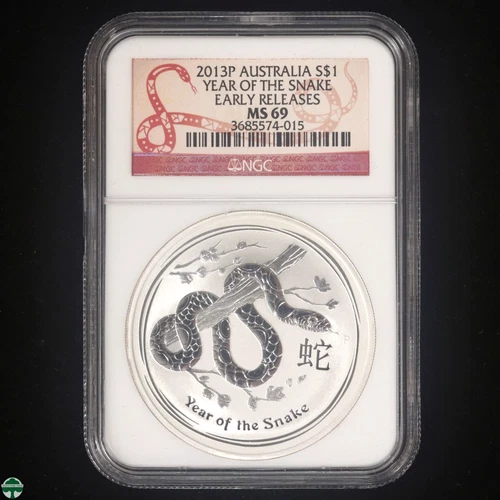 2013P AUSTRALIA S$1
YEAR OF THE SNAKE
EARLY RELEASES
MS 69
3685574-015
NGC
蛇
Year of the Snake